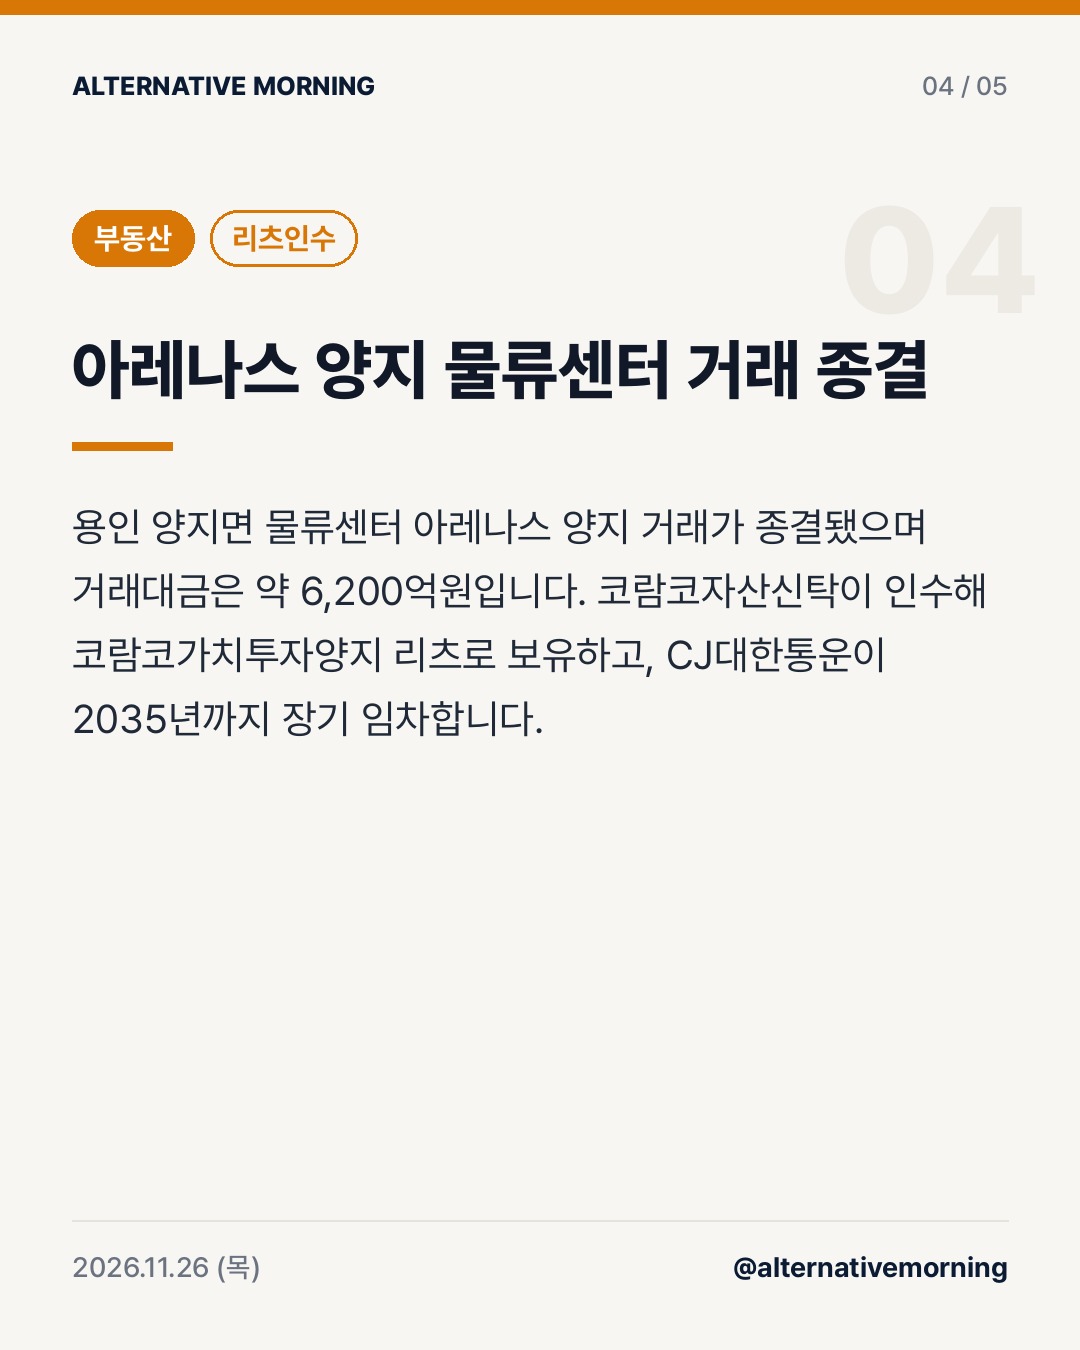 ALTERNATIVE MORNING
04 / 05
부동산
리츠인수
04
아레나스 양지 물류센터 거래 종결
용인 양지면 물류센터 아레나스 양지 거래가 종결됐으며
거래대금은 약 6,200억원입니다. 코람코자산신탁이 인수해
코람코가치투자양지 리츠로 보유하고, CJ대한통운이
2035년까지 장기 임차합니다.
2026.11.26 (목)
@alternativemorning